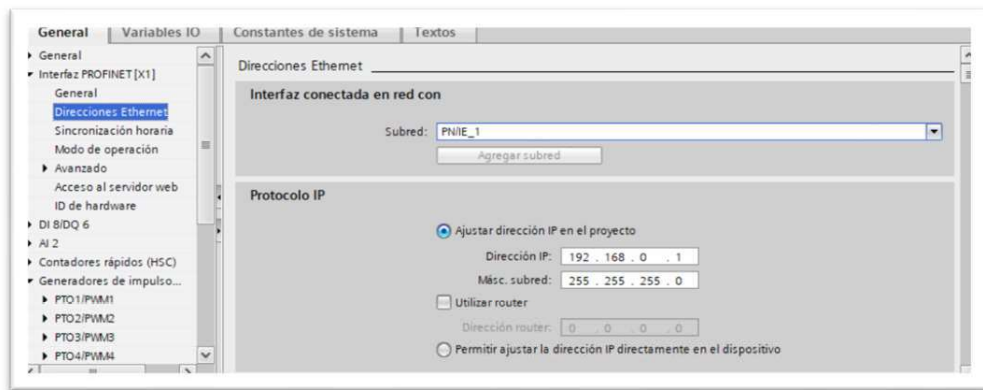 General Variables IO Constantes de sistema Textos
General
Interfaz PROFINET [X1]
General
Direcciones Ethernet
Sincronización horaria
Modo de operación
Avanzado
Acceso al servidor web
ID de hardware
DI 8/DQ 6
AI 2
Contadores rápidos (HSC)
Generadores de impulso...
PTO1/PWM1
PTO2/PWM2
PTO3/PWM3
PTO4/PWM4
Direcciones Ethernet
Interfaz conectada en red con
Subred: PN/IE_1
Agregar subred
Protocolo IP
Ajustar dirección IP en el proyecto
Dirección IP: 192 . 168 . 0 . 1
Másc. subred: 255 . 255 . 255 . 0
Utilizar router
Dirección router: 0 . 0 . 0 . 0
Permitir ajustar la dirección IP directamente en el dispositivo